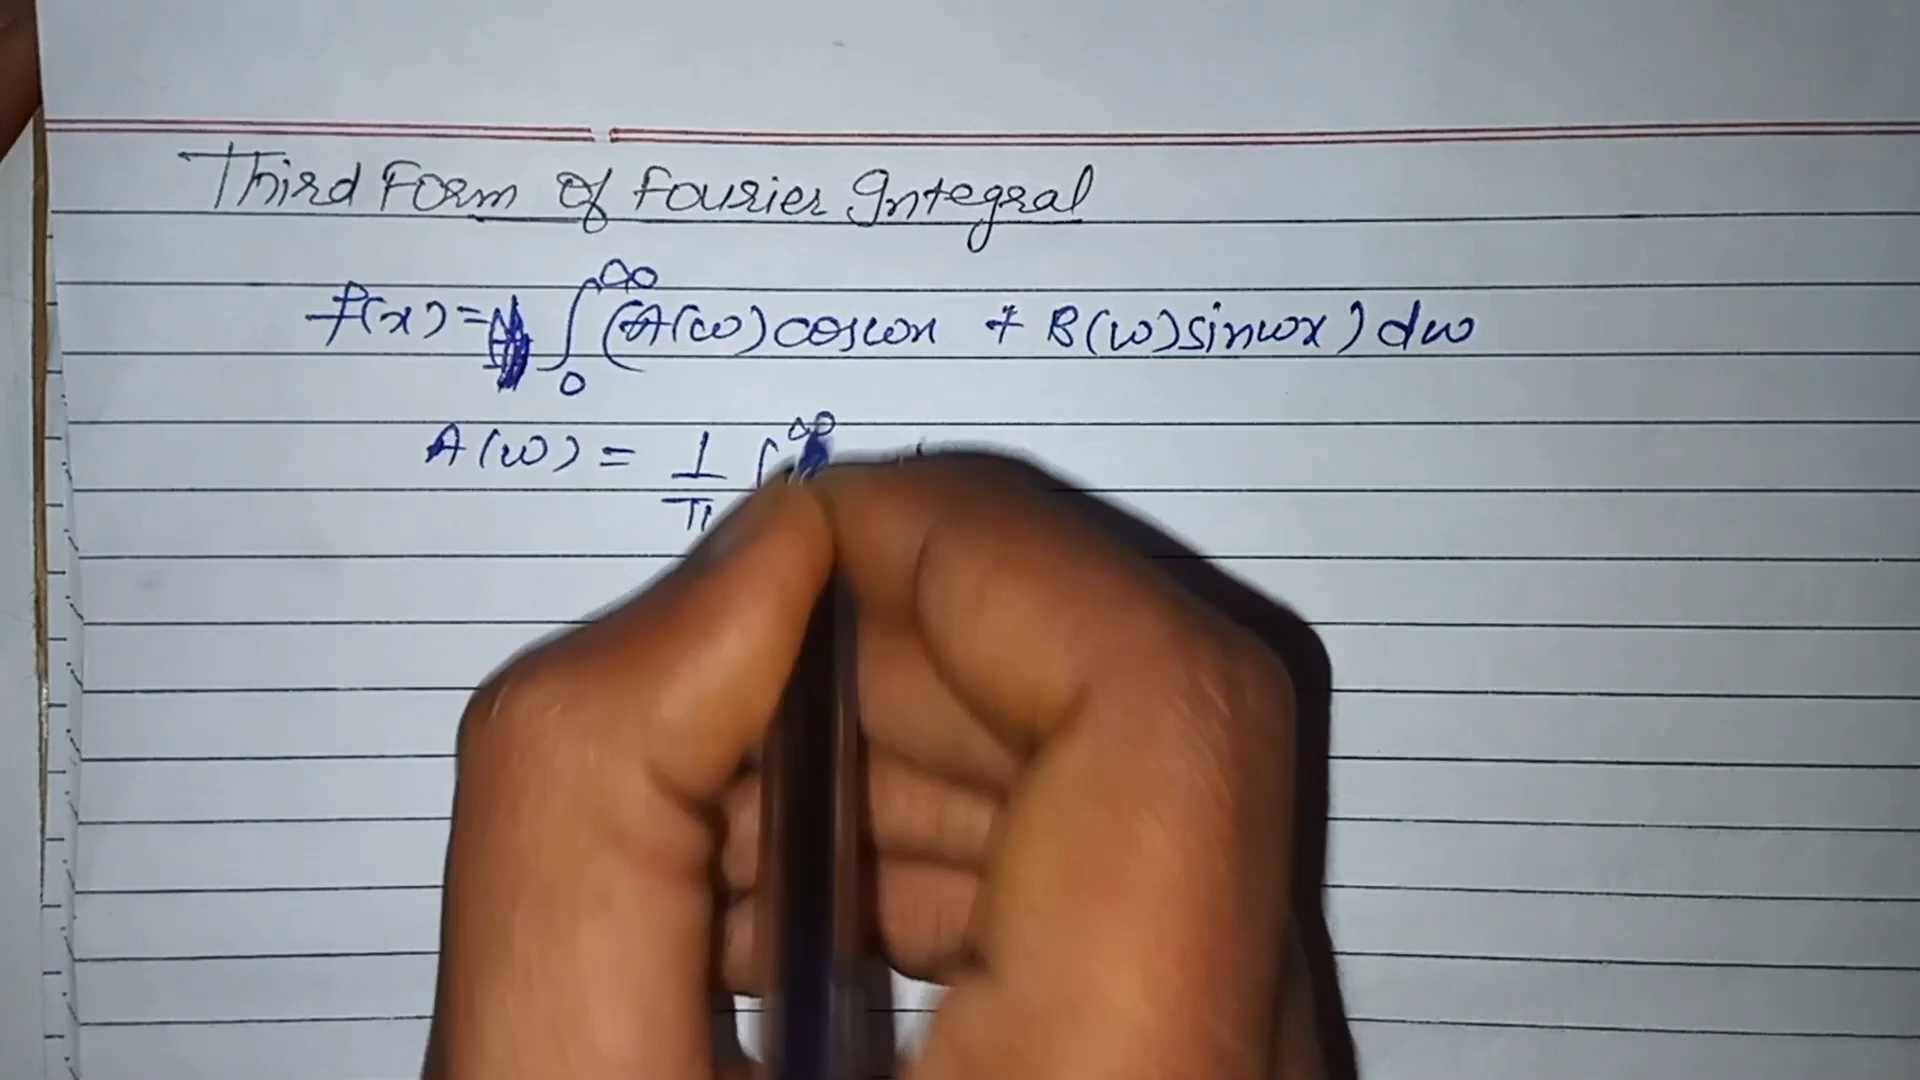 Third Form Of Fourier Integral
f(x) = ∫₀^∞ (A(ω)cosωx + B(ω)sinωx) dω
A(ω) = 1/π ∫^∞